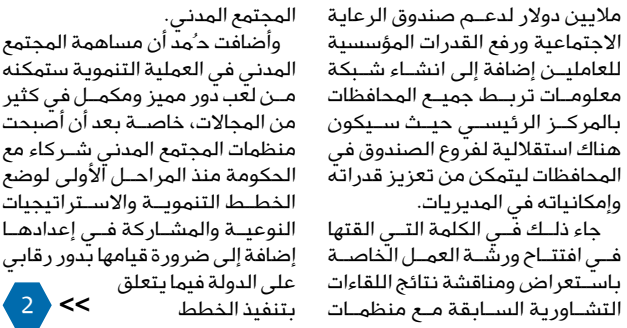 ملايين دولار لدعم صندوق الرعاية
الاجتماعية ورفع القدرات المؤسسية
للعاملين إضافة إلى انشاء شبكة
معلومات تربط جميع المحافظات
بالمركز الرئيسي حيث سيكون
هناك استقلالية لفروع الصندوق في
المحافظات ليتمكن من تعزيز قدراته
وإمكانياته في المديريات.
جاء ذلك في الكلمة التي القتها
في افتتاح ورشة العمل الخاصة
باستعراض ومناقشة نتائج اللقاءات
التشاورية السابقة مع منظمات
المجتمع المدني.
وأضافت حُمد أن مساهمة المجتمع
المدني في العملية التنموية ستمكنه
من لعب دور مميز ومكمل في كثير
من المجالات، خاصة بعد أن أصبحت
منظمات المجتمع المدني شركاء مع
الحكومة منذ المراحل الأولى لوضع
الخطط التنموية والاستراتيجيات
النوعية والمشاركة في إعدادها
إضافة إلى ضرورة قيامها بدور رقابي
على الدولة فيما يتعلق
بتنفيذ الخطط >> 2